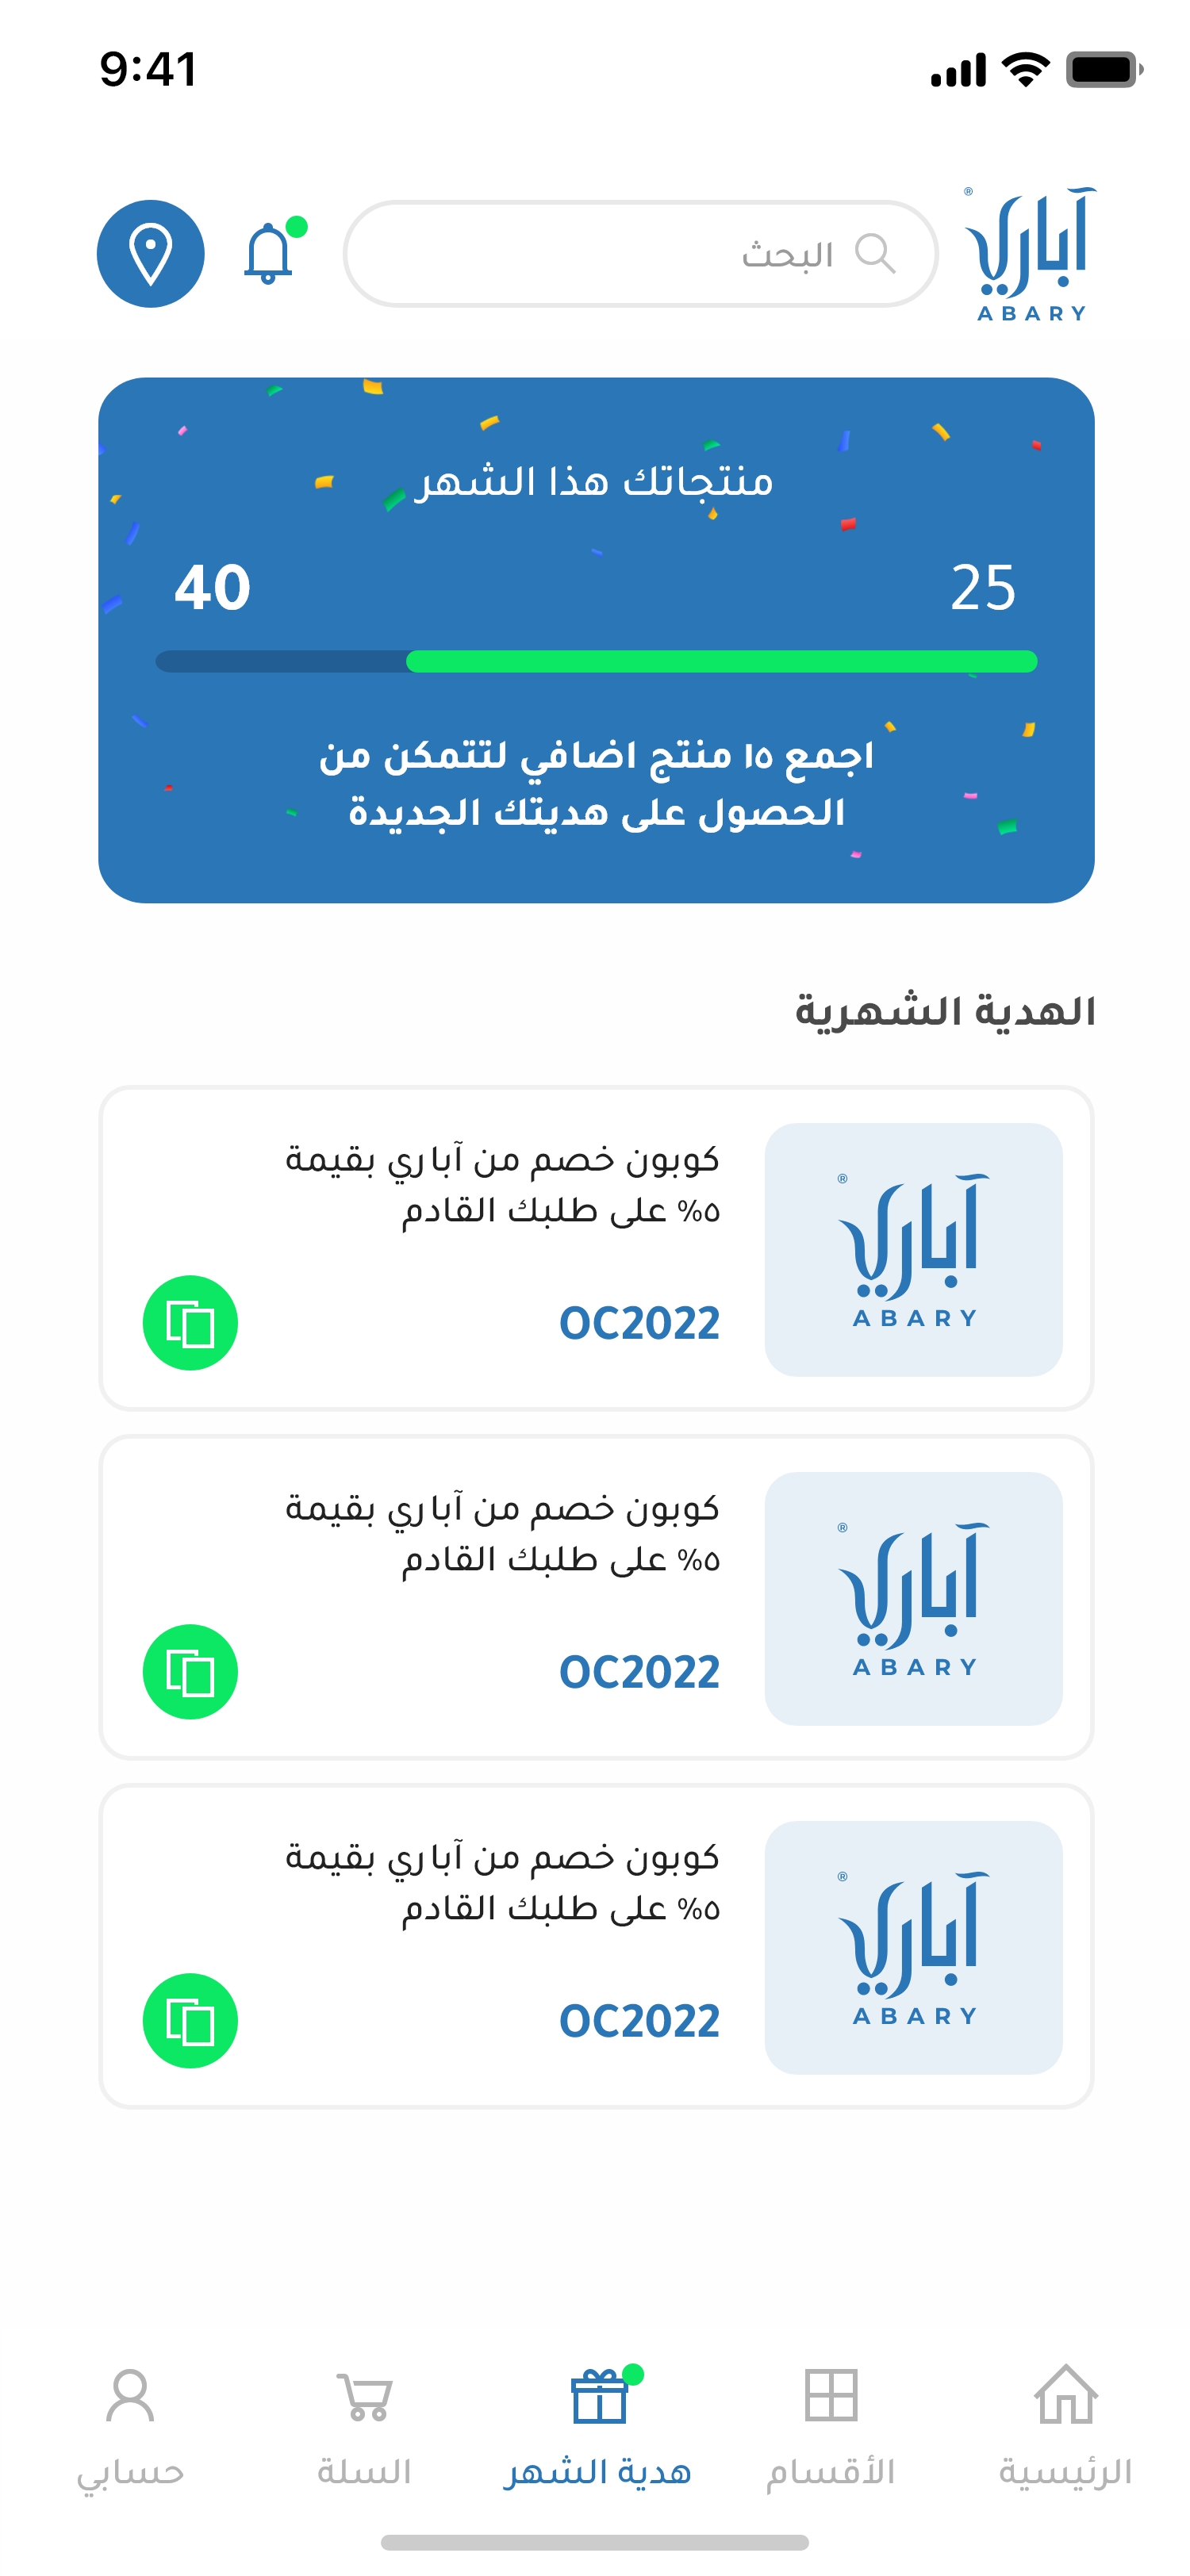 9:41
آباري
®
ABARY
البحث
منتجاتك هذا الشهر
25
40
اجمع ١٥ منتج اضافي لتتمكن من
الحصول على هديتك الجديدة
الهدية الشهرية
آباري
®
ABARY
كوبون خصم من آباري بقيمة
٥% على طلبك القادم
OC2022
آباري
®
ABARY
كوبون خصم من آباري بقيمة
٥% على طلبك القادم
OC2022
آباري
®
ABARY
كوبون خصم من آباري بقيمة
٥% على طلبك القادم
OC2022
الرئيسية
الأقسام
هدية الشهر
السلة
حسابي